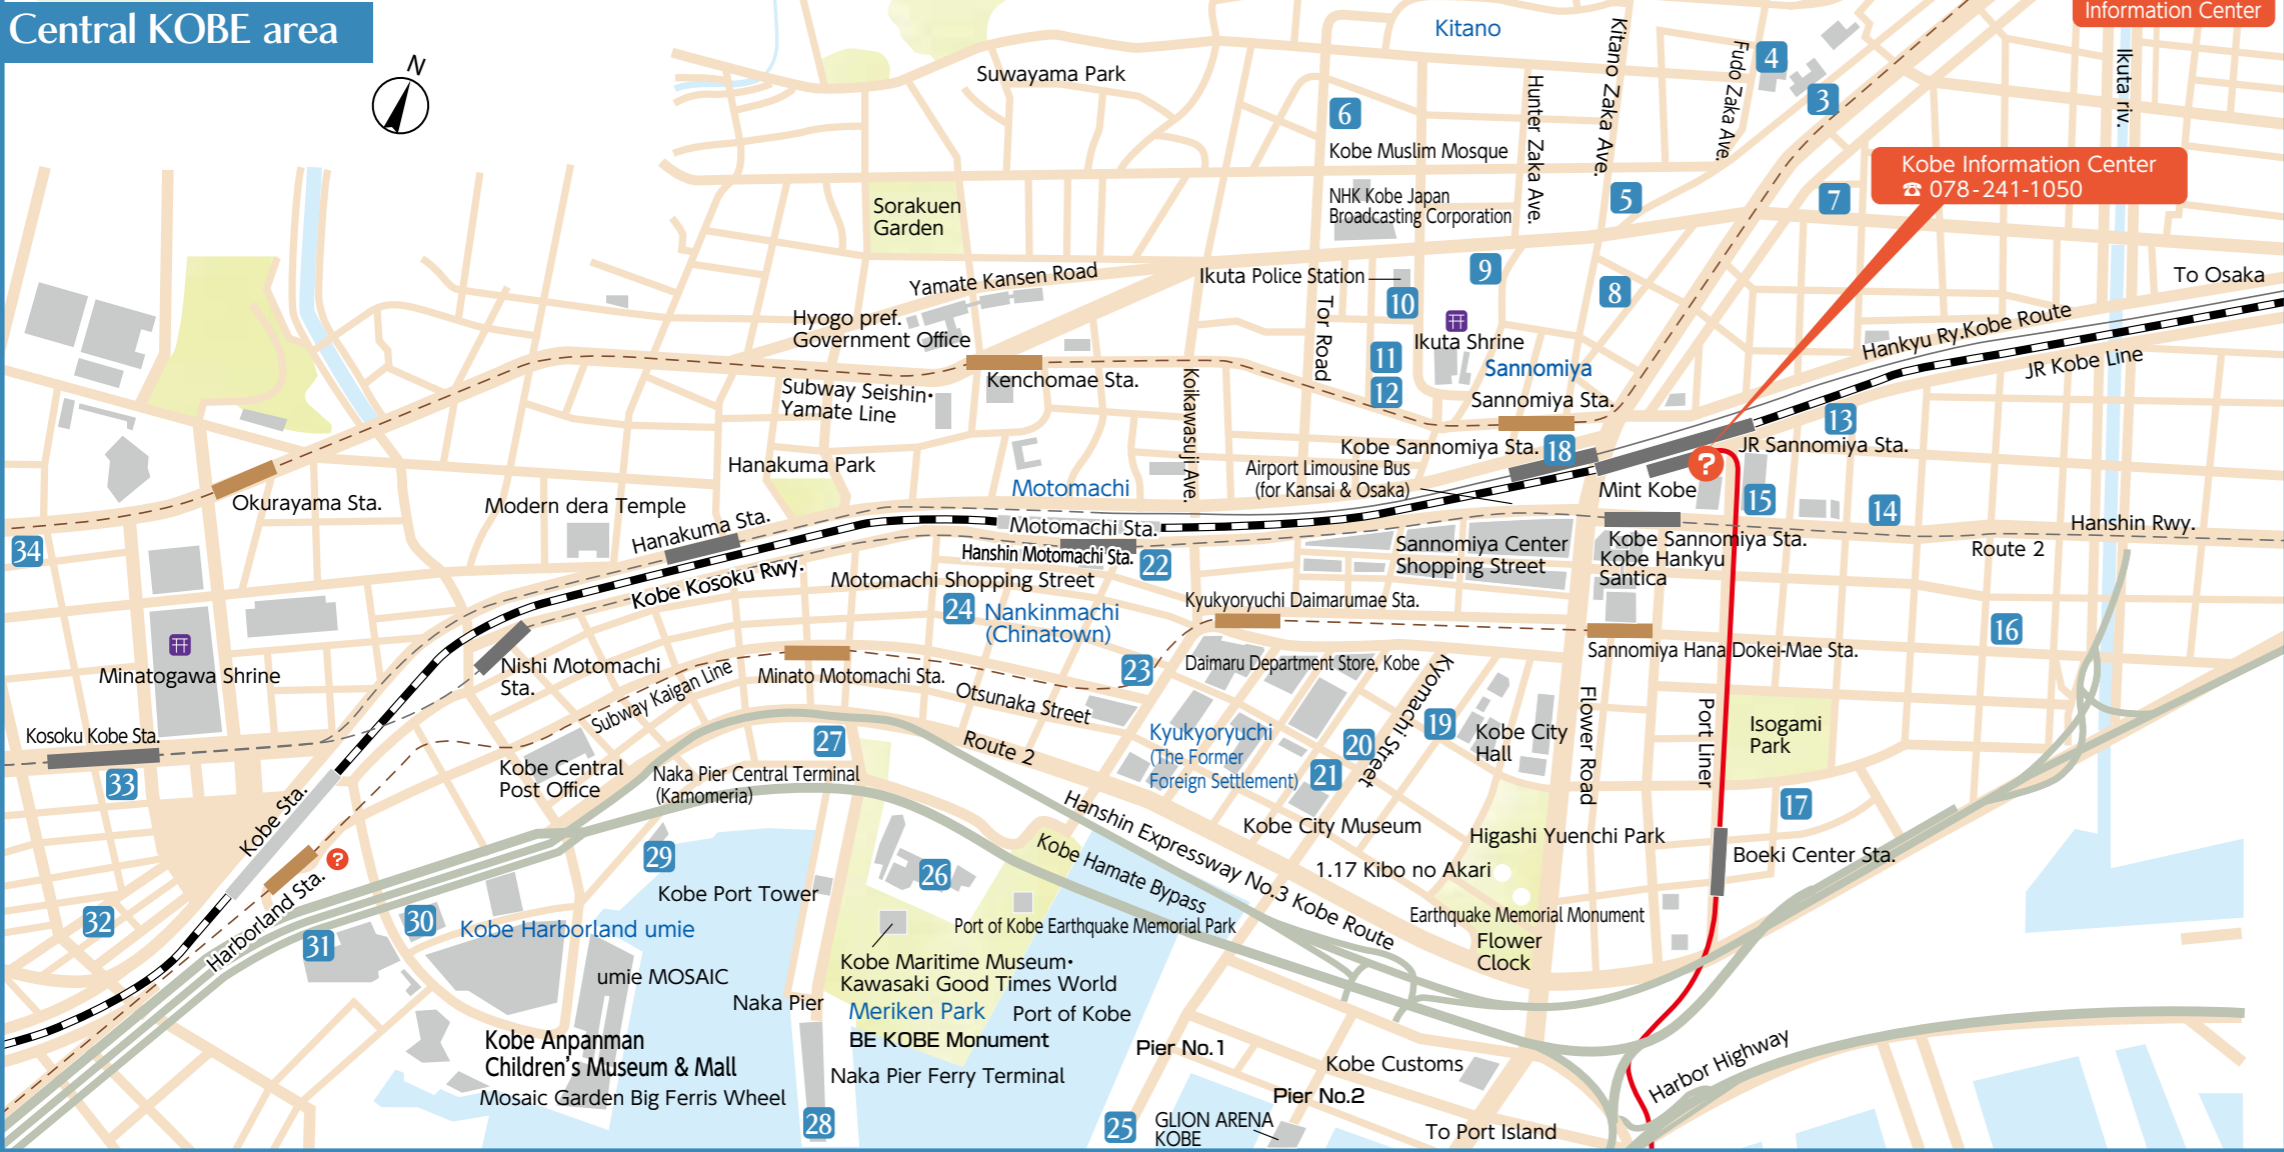 Central KOBE area
N
Information Center
Kitano
Kitano Zaka Ave.
Fudo Zaka Ave.
4
3
Ikuta riv.
Suwayama Park
Hunter Zaka Ave.
6
Kobe Muslim Mosque
Kobe Information Center
☎ 078-241-1050
NHK Kobe Japan
Broadcasting Corporation
5
7
Sorakuen
Garden
Yamate Kansen Road
Ikuta Police Station
9
10
8
To Osaka
Tor Road
Hyogo pref.
Government Office
Ikuta Shrine
Hankyu Ry.Kobe Route
JR Kobe Line
11
12
Sannomiya
Kenchomae Sta.
Subway Seishin・
Yamate Line
Koikawasuji Ave.
Sannomiya Sta.
13
Kobe Sannomiya Sta.
18
JR Sannomiya Sta.
Airport Limousine Bus
(for Kansai & Osaka)
?
Hanakuma Park
Motomachi
Mint Kobe
15
14
Okurayama Sta.
Modern dera Temple
Hanakuma Sta.
Motomachi Sta.
Hanshin Rwy.
34
Hanshin Motomachi Sta.
22
Sannomiya Center
Shopping Street
Kobe Sannomiya Sta.
Kobe Hankyu
Santica
Route 2
Kobe Kosoku Rwy.
Motomachi Shopping Street
24
Nankinmachi
(Chinatown)
Kyukyoryuchi Daimarumae Sta.
16
Minatogawa Shrine
Nishi Motomachi
Sta.
Subway Kaigan Line
Minato Motomachi Sta.
23
Daimaru Department Store, Kobe
Sannomiya Hana Dokei-Mae Sta.
Otsunaka Street
Kyomachi Street
Flower Road
Port Liner
Isogami
Park
Kosoku Kobe Sta.
33
27
Route 2
Kyukyoryuchi
(The Former
Foreign Settlement)
20
21
19
Kobe City
Hall
Kobe Central
Post Office
Naka Pier Central Terminal
(Kamomeria)
17
Kobe Sta.
Hanshin Expressway No.3 Kobe Route
Kobe City Museum
Higashi Yuenchi Park
Boeki Center Sta.
?
Harborland Sta.
29
Kobe Hamate Bypass
1.17 Kibo no Akari
26
Kobe Port Tower
32
31
30
Kobe Harborland umie
Port of Kobe Earthquake Memorial Park
Earthquake Memorial Monument
Flower
Clock
umie MOSAIC
Kobe Maritime Museum・
Kawasaki Good Times World
Naka Pier
Meriken Park
Port of Kobe
BE KOBE Monument
Kobe Anpanman
Children's Museum & Mall
Mosaic Garden Big Ferris Wheel
Naka Pier Ferry Terminal
Pier No.1
Kobe Customs
Harbor Highway
Pier No.2
28
25
GLION ARENA
KOBE
To Port Island